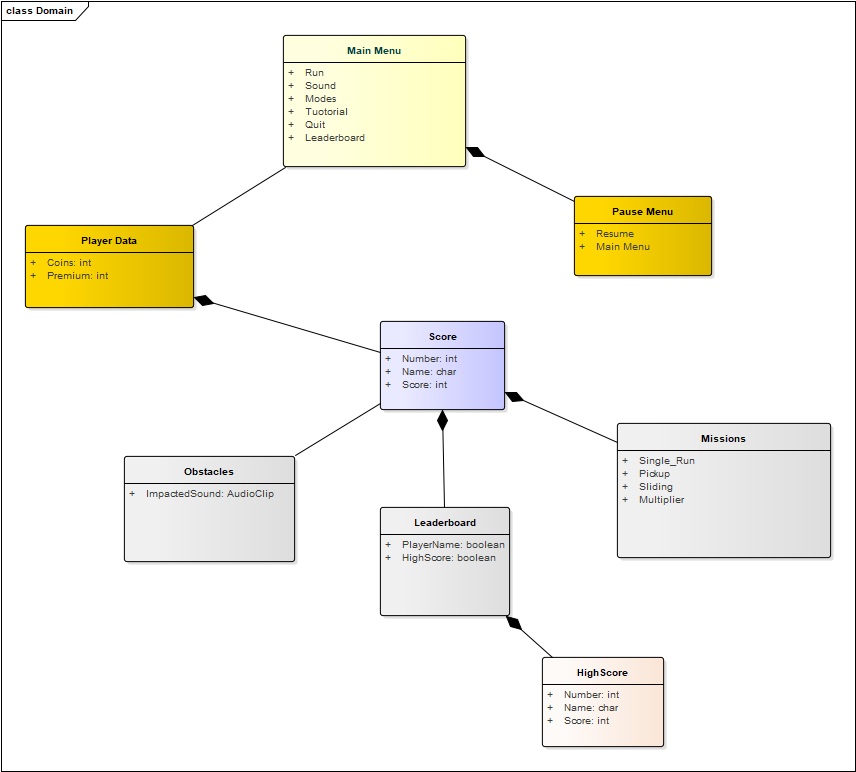 class Domain
Main Menu
+ Run
+ Sound
+ Modes
+ Tuotorial
+ Quit
+ Leaderboard
Pause Menu
+ Resume
+ Main Menu
Player Data
+ Coins: int
+ Premium: int
Score
+ Number: int
+ Name: char
+ Score: int
Missions
+ Single_Run
+ Pickup
+ Sliding
+ Multiplier
Obstacles
+ ImpactedSound: AudioClip
Leaderboard
+ PlayerName: boolean
+ HighScore: boolean
HighScore
+ Number: int
+ Name: char
+ Score: int